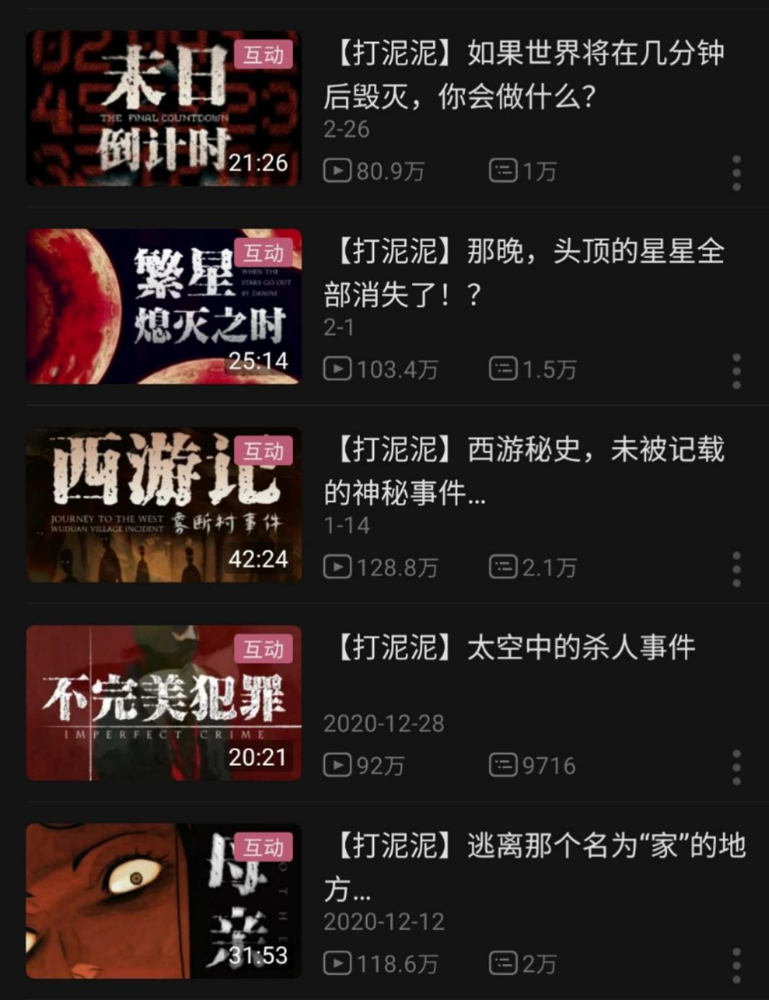 末日
互动
THE FINAL COUNTDOWN
倒计时
21:26
【打泥泥】如果世界将在几分钟
后毁灭，你会做什么？
2-26
80.9万
1万
繁星
互动
WHEN THE
STARS GO OUT
BY DANINI
熄灭之时
25:14
【打泥泥】那晚，头顶的星星全
部消失了！？
2-1
103.4万
1.5万
西游记
互动
JOURNEY TO THE WEST
WUDUAN VILLAGE INCIDENT
雾断村事件
42:24
【打泥泥】西游秘史，未被记载
的神秘事件...
1-14
128.8万
2.1万
互动
不完美犯罪
IMPERFECT CRIME
20:21
【打泥泥】太空中的杀人事件
2020-12-28
92万
9716
互动
母亲
OTHE
31:53
【打泥泥】逃离那个名为“家”的地
方...
2020-12-12
118.6万
2万